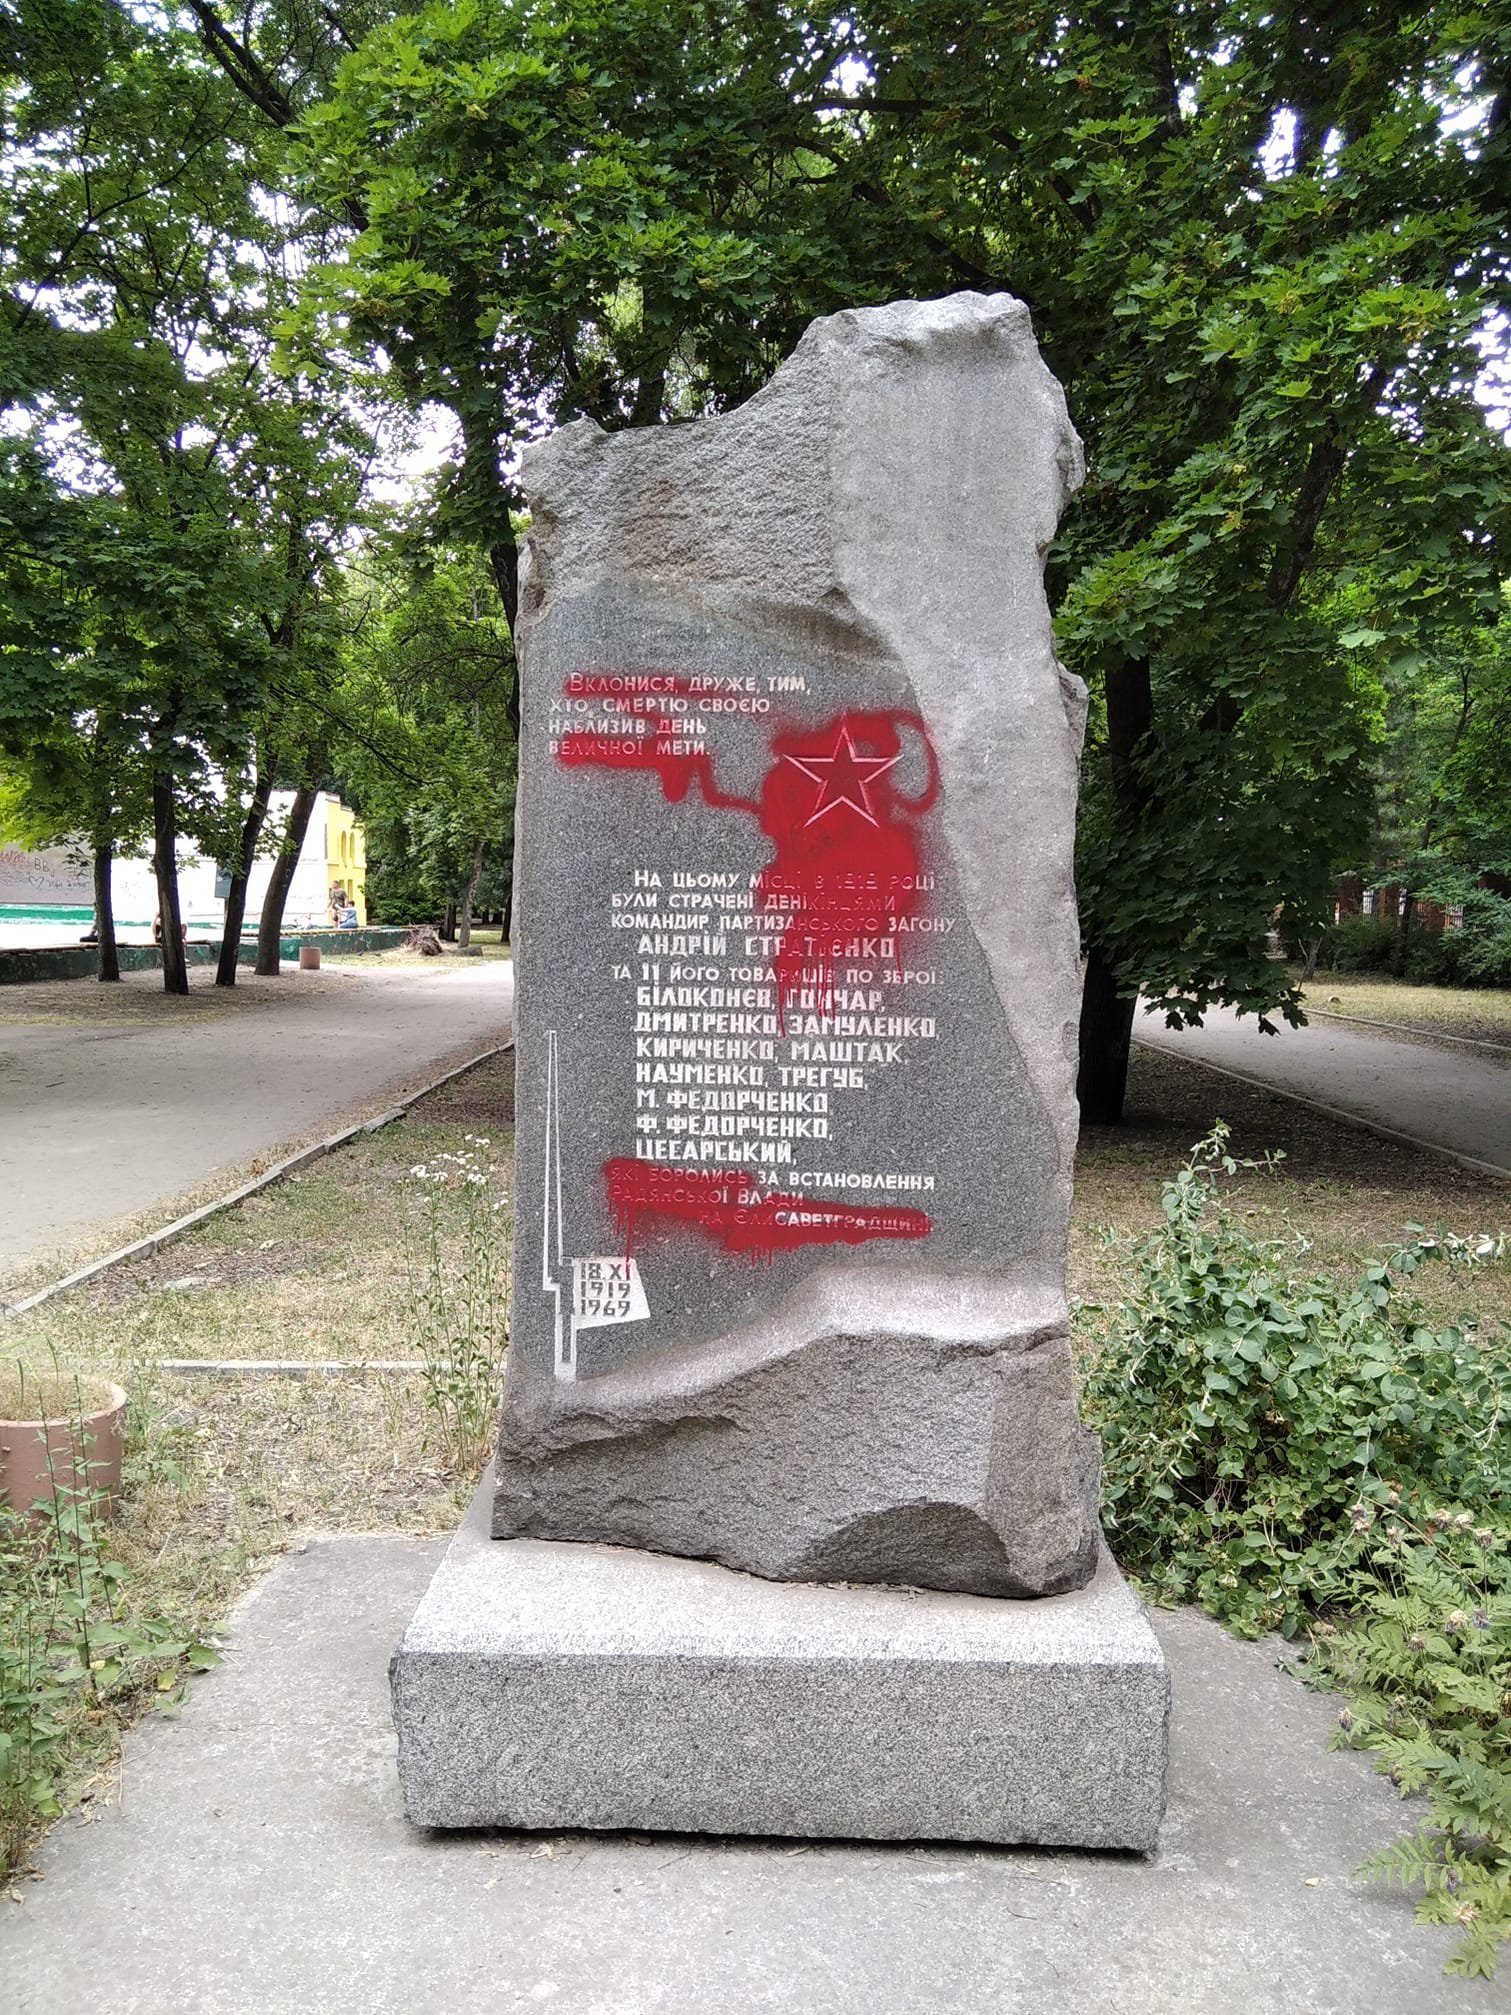 Вклонися, друже, тим,
хто, смертю своєю
наблизив день
величної мети.
На цьому місці в 1919 році
були страчені денікінцями
командир партизанського загону
Андрій Стратієнко
та 11 його товаришів по зброї:
Білоконєв, Гончар,
Дмитренко, Замуленко,
Кириченко, Маштак,
Науменко, Трегуб,
М. Федорченко
Ф. Федорченко,
Цесарський,
які боролись за встановлення
радянської влади
на Єлисаветградщині
18.XI
1919
1969